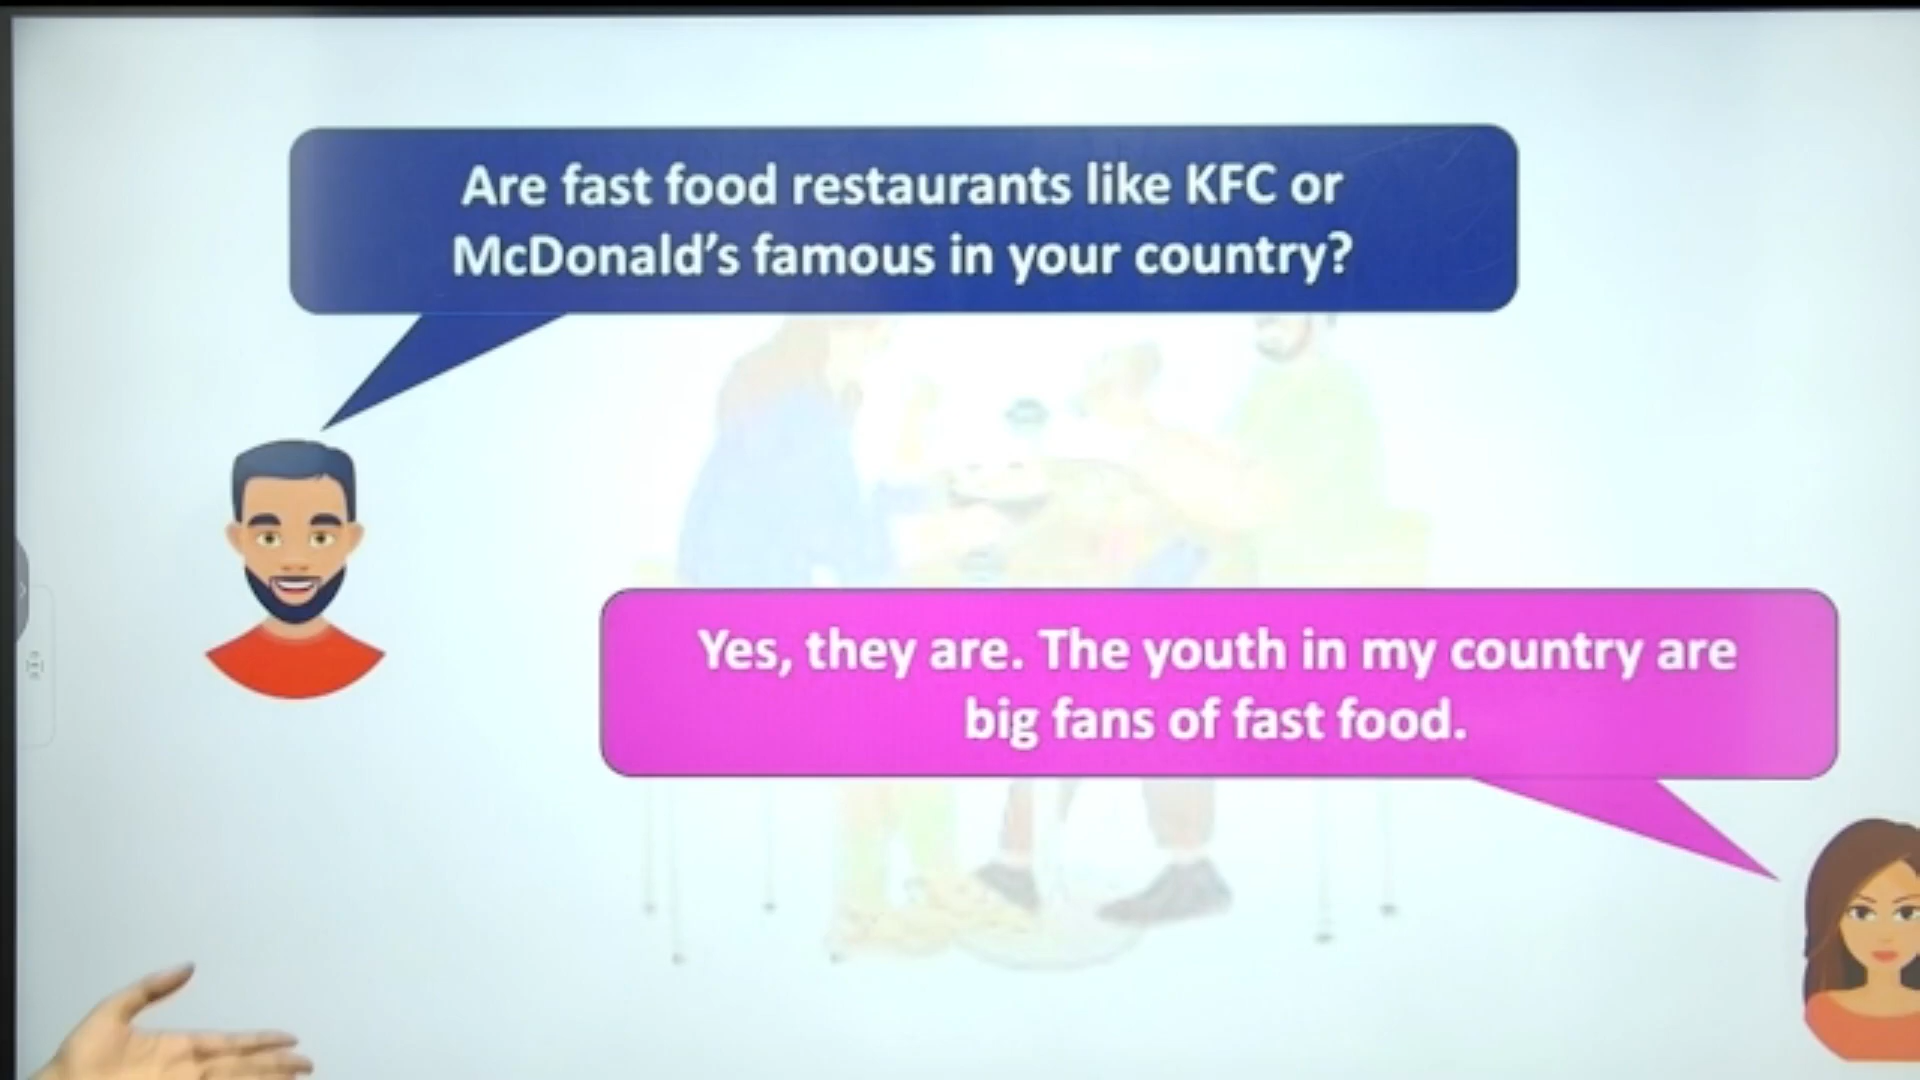 Are fast food restaurants like KFC or
McDonald’s famous in your country?
Yes, they are. The youth in my country are
big fans of fast food.